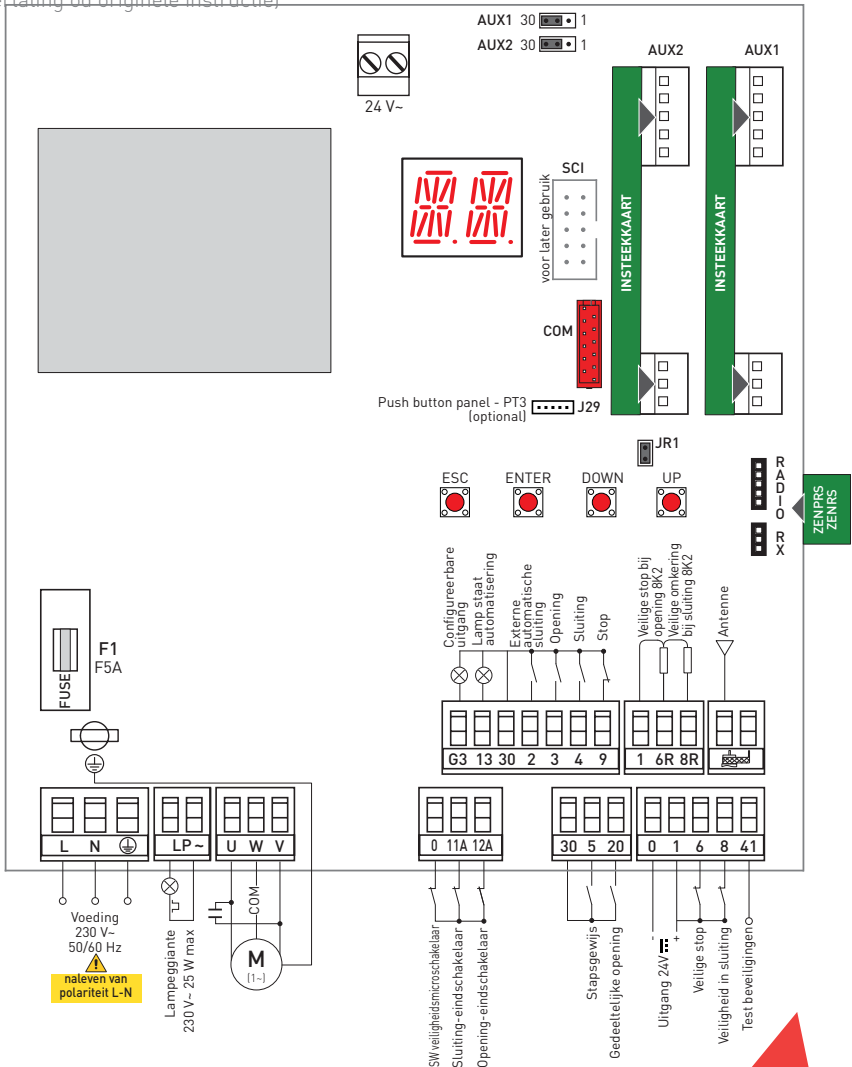 AUX1 30 1
AUX2 30 1
AUX2
AUX1
24 V~
SCI
voor later gebruik
INSTEEKKAART
INSTEEKKAART
COM
Push button panel - PT3
(optional)
J29
JR1
ESC
ENTER
DOWN
UP
RADIO
RX
ZENPRS
ZENRS
Configureerbare
uitgang
Lamp staat
automatisering
Externe
automatische
sluiting
Opening
Sluiting
Stop
Veilige stop bij
opening 8K2
Veilige omkering
bij sluiting 8K2
Antenne
F1
F5A
FUSE
G3 13 30 2 3 4 9
1 6R 8R
L N
LP ~
U W V
0 11A 12A
30 5 20
0 1 6 8 41
Voeding
230 V~
50/60 Hz
naleven van
polariteit L-N
Lampeggiante
230 V~ 25 W max
COM
M
(1~)
SW veiligheidsmicroschakelaar
Sluiting-eindschakelaar
Opening-eindschakelaar
Stapsgewijs
Gedeeltelijke opening
- +
Uitgang 24V
Veilige stop
Veiligheid in sluiting
Test beveiligingen